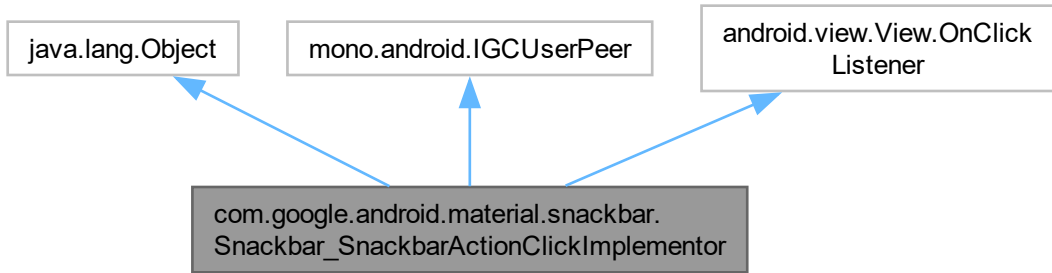 java.lang.Object
mono.android.IGCUserPeer
android.view.View.OnClick
Listener
com.google.android.material.snackbar.
Snackbar_SnackbarActionClickImplementor